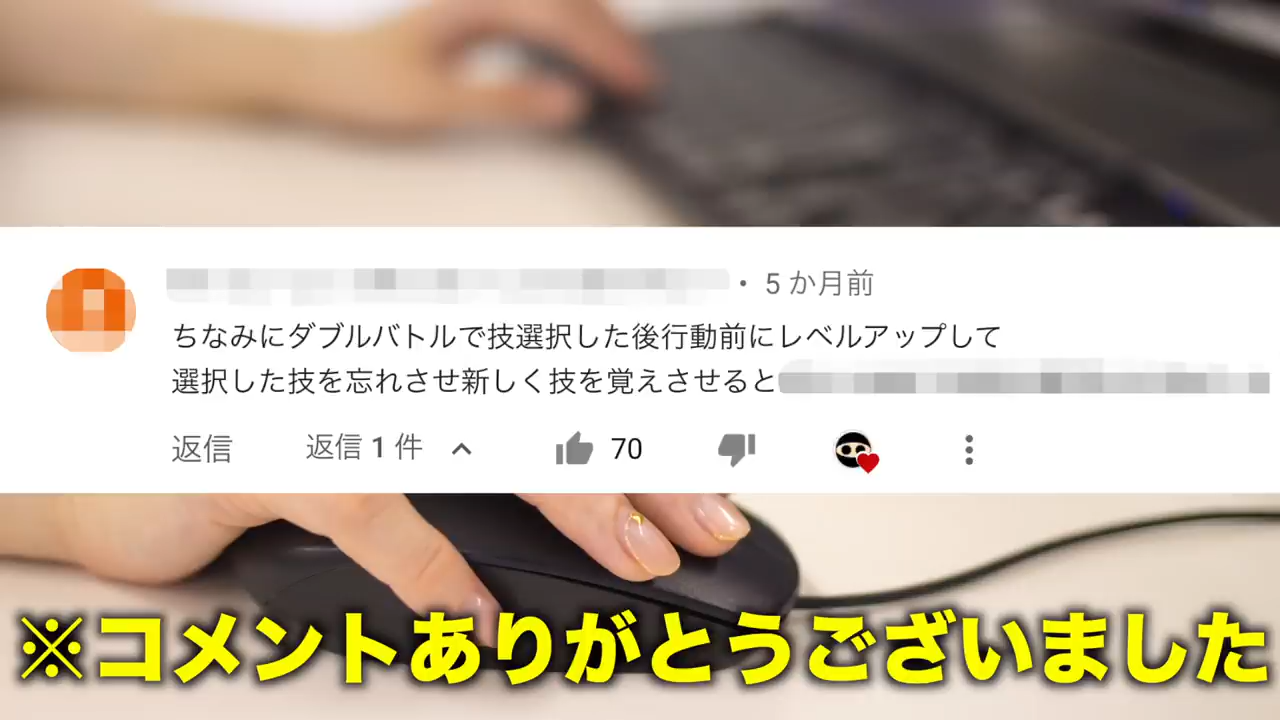 ・5 か月前
ちなみにダブルバトルで技選択した後行動前にレベルアップして
選択した技を忘れさせ新しく技を覚えさせると
返信 返信 1 件 70
※コメントありがとうございました